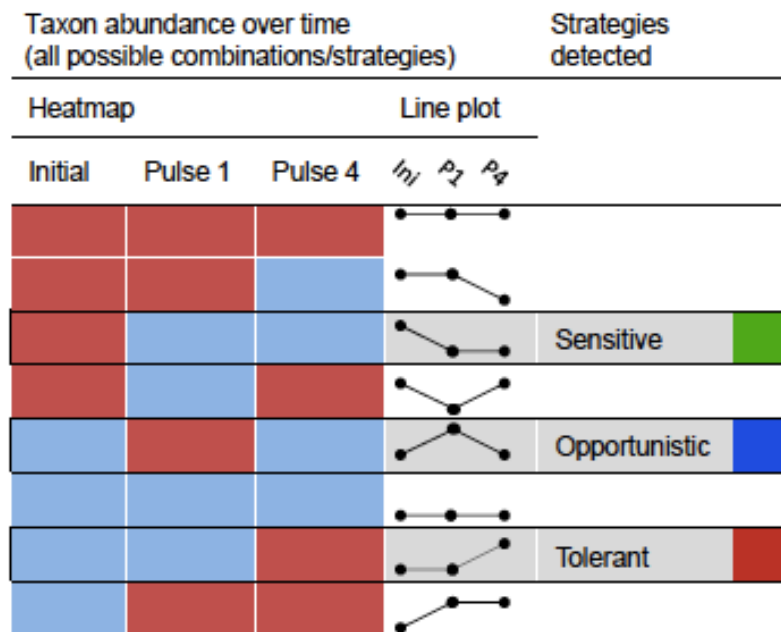 Taxon abundance over time
(all possible combinations/strategies)
Strategies
detected
Heatmap
Line plot
Initial
Pulse 1
Pulse 4
Ini
P1
P4
Sensitive
Opportunistic
Tolerant